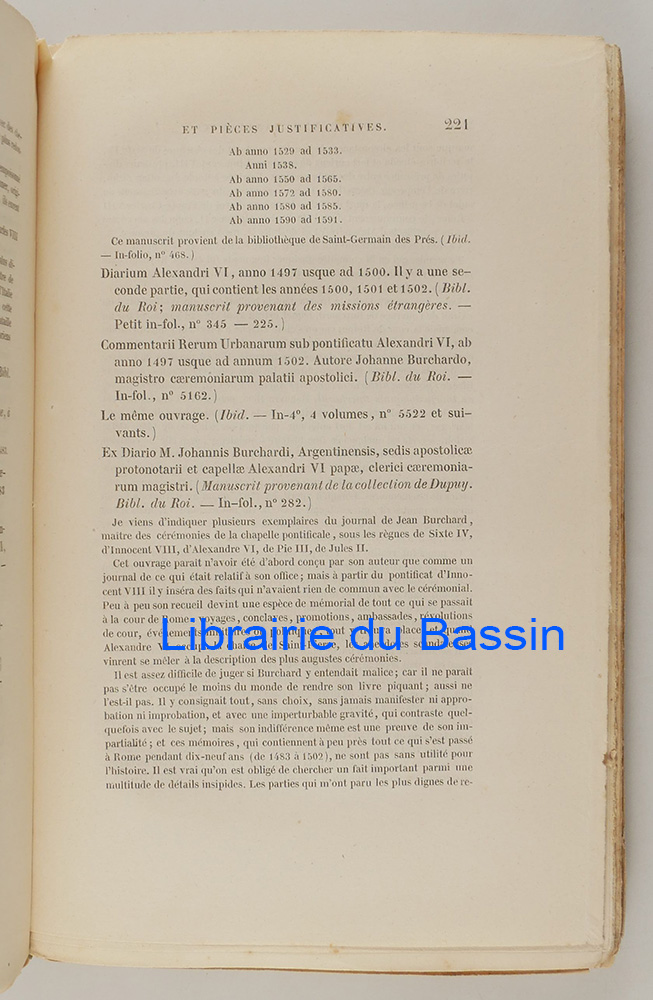 ET PIÈCES JUSTIFICATIVES. 221
Ab anno 1529 ad 1533.
Anni 1538.
Ab anno 1550 ad 1565.
Ab anno 1572 ad 1580.
Ab anno 1580 ad 1585.
Ab anno 1590 ad 1591.
Ce manuscrit provient de la bibliothèque de Saint-Germain des Prés. (Ibid.
— In-folio, n° 468.)
Diarium Alexandri VI, anno 1497 usque ad 1500. Il y a une se-
conde partie, qui contient les années 1500, 1501 et 1502. (Bibl.
du Roi; manuscrit provenant des missions étrangères. —
Petit in-fol., n° 345 — 225.)
Commentarii Rerum Urbanarum sub pontificatu Alexandri VI, ab
anno 1497 usque ad annum 1502. Autore Johanne Burchardo,
magistro cæremoniarum palatii apostolici. (Bibl. du Roi. —
In-fol., n° 5162.)
Le même ouvrage. (Ibid. — In-4°, 4 volumes, n° 5522 et sui-
vants.)
Ex Diario M. Johannis Burchardi, Argentinensis, sedis apostolicæ
protonotarii et capellæ Alexandri VI papæ, clerici cæremonia-
rum magistri. (Manuscrit provenant de la collection de Dupuy.
Bibl. du Roi. — In-fol., n° 282.)
Je viens d'indiquer plusieurs exemplaires du journal de Jean Burchard,
maître des cérémonies de la chapelle pontificale, sous les règnes de Sixte IV,
d'Innocent VIII, d'Alexandre VI, de Pie III, de Jules II.
Cet ouvrage paraît n'avoir été d'abord conçu par son auteur que comme un
journal de ce qui était relatif à son office; mais à partir du pontificat d'Inno-
cent VIII il y inséra des faits qui n'avaient rien de commun avec le cérémonial.
Peu à peu son recueil devint une espèce de mémorial de tout ce qui se passait
à la cour de Rome; voyages, conclaves, promotions, ambassades, révolutions
de cour, événements
Alexandre
vinrent se mêler à la description des plus augustes cérémonies.
Librairie du Bassin
Il est assez difficile de juger si Burchard y entendait malice; car il ne paraît
pas s'être occupé le moins du monde de rendre son livre piquant; aussi ne
l'est-il pas. Il y consignait tout, sans choix, sans jamais manifester ni appro-
bation ni improbation, et avec une imperturbable gravité, qui contraste quel-
quefois avec le sujet; mais son indifférence même est une preuve de son im-
partialité; et ces mémoires, qui contiennent à peu près tout ce qui s'est passé
à Rome pendant dix-neuf ans (de 1483 à 1502), ne sont pas sans utilité pour
l'histoire. Il est vrai qu'on est obligé de chercher un fait important parmi une
multitude de détails insipides. Les parties qui m'ont paru les plus dignes de re-